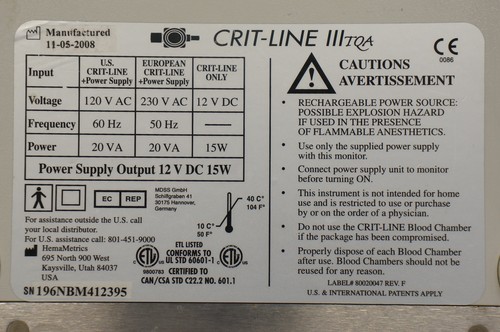 Manufactured
11-05-2008
CRIT-LINE IIITQA
CE
0086
Input
U.S. CRIT-LINE +Power Supply
EUROPEAN CRIT-LINE +Power Supply
CRIT-LINE ONLY
Voltage 120 V AC 230 V AC 12 V DC
Frequency 60 Hz 50 Hz
Power 20 VA 20 VA 15W
Power Supply Output 12 V DC 15W
EC REP
MDSS GmbH
Schiffgraben 41
30175 Hannover,
Germany
40 C°
104 F°
10 C°
50 F°
For assistance outside the U.S. call
your local distributor.
For U.S. assistance call: 801-451-9000
HemaMetrics
695 North 900 West
Kaysville, Utah 84037
USA
SN 196NBM412395
ETL LISTED
CONFORMS TO
UL STD 60601-1
9800783
CERTIFIED TO
CAN/CSA STD C22.2 NO. 601.1
CAUTIONS
AVERTISSEMENT
• RECHARGEABLE POWER SOURCE:
POSSIBLE EXPLOSION HAZARD
IF USED IN THE PRESENCE
OF FLAMMABLE ANESTHETICS.
• Use only the supplied power supply
with this monitor.
• Connect power supply unit to monitor
before turning ON.
• This instrument is not intended for home
use and is restricted to use or purchase
by or on the order of a physician.
• Do not use the CRIT-LINE Blood Chamber
if the package has been compromised.
• Properly dispose of each Blood Chamber
after use. Blood Chambers should not be
reused for any reason.
LABEL# 80020047 REV. F
U.S. & INTERNATIONAL PATENTS APPLY